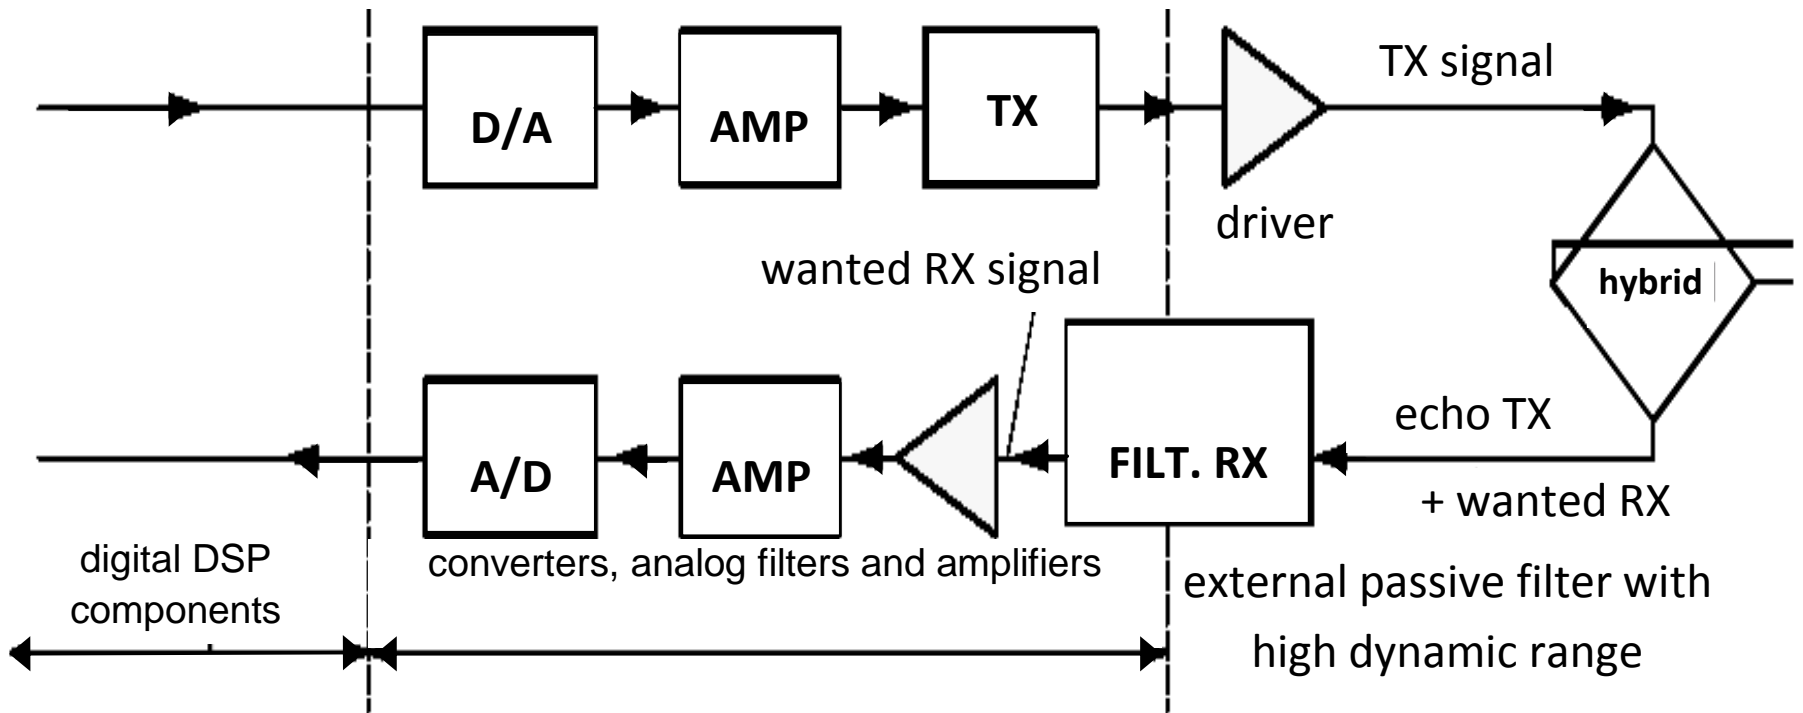 TX signal
D/A
AMP
TX
driver
wanted RX signal
hybrid
echo TX
A/D
AMP
FILT. RX
+ wanted RX
digital DSP
components
converters, analog filters and amplifiers
external passive filter with
high dynamic range